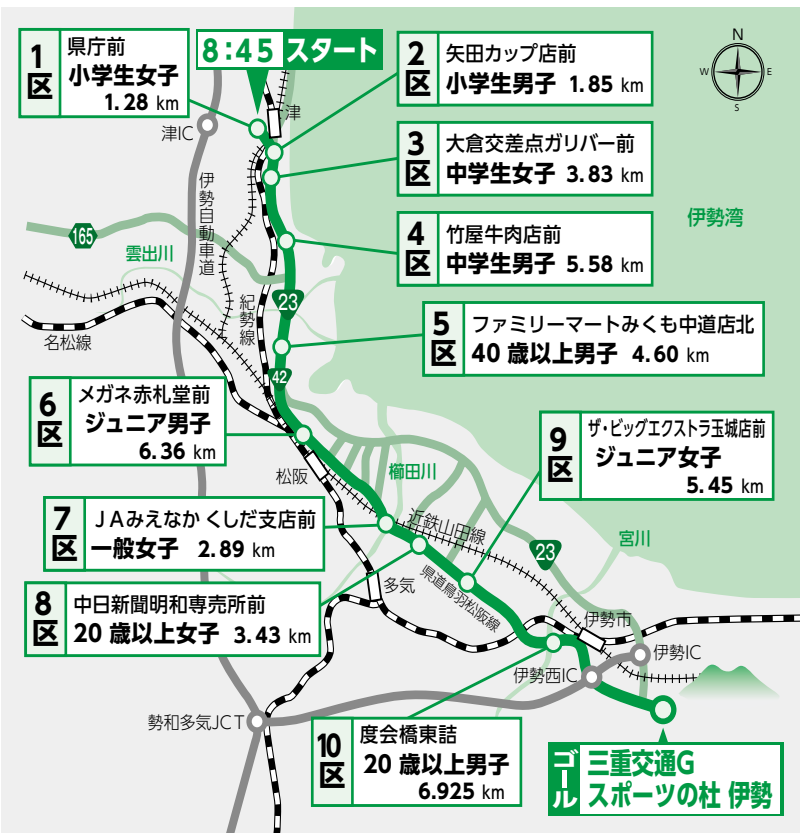 1区
県庁前
小学生女子
1.28 km
8:45 スタート
2区
矢田カップ店前
小学生男子 1.85 km
3区
大倉交差点ガリバー前
中学生女子 3.83 km
4区
竹屋牛肉店前
中学生男子 5.58 km
5区
ファミリーマートみくも中道店北
40歳以上男子 4.60 km
6区
メガネ赤札堂前
ジュニア男子
6.36 km
7区
JAみえなか くしだ支店前
一般女子 2.89 km
8区
中日新聞明和専売所前
20歳以上女子 3.43 km
9区
ザ・ビッグエクストラ玉城店前
ジュニア女子
5.45 km
10区
度会橋東詰
20歳以上男子
6.925 km
ゴール
三重交通G
スポーツの杜 伊勢
N
W
E
S
津
津IC
伊勢自動車道
165
雲出川
紀勢線
23
42
名松線
伊勢湾
松阪
櫛田川
近鉄山田線
県道鳥羽松阪線
多気
23
宮川
伊勢市
伊勢IC
伊勢西IC
勢和多気JCT